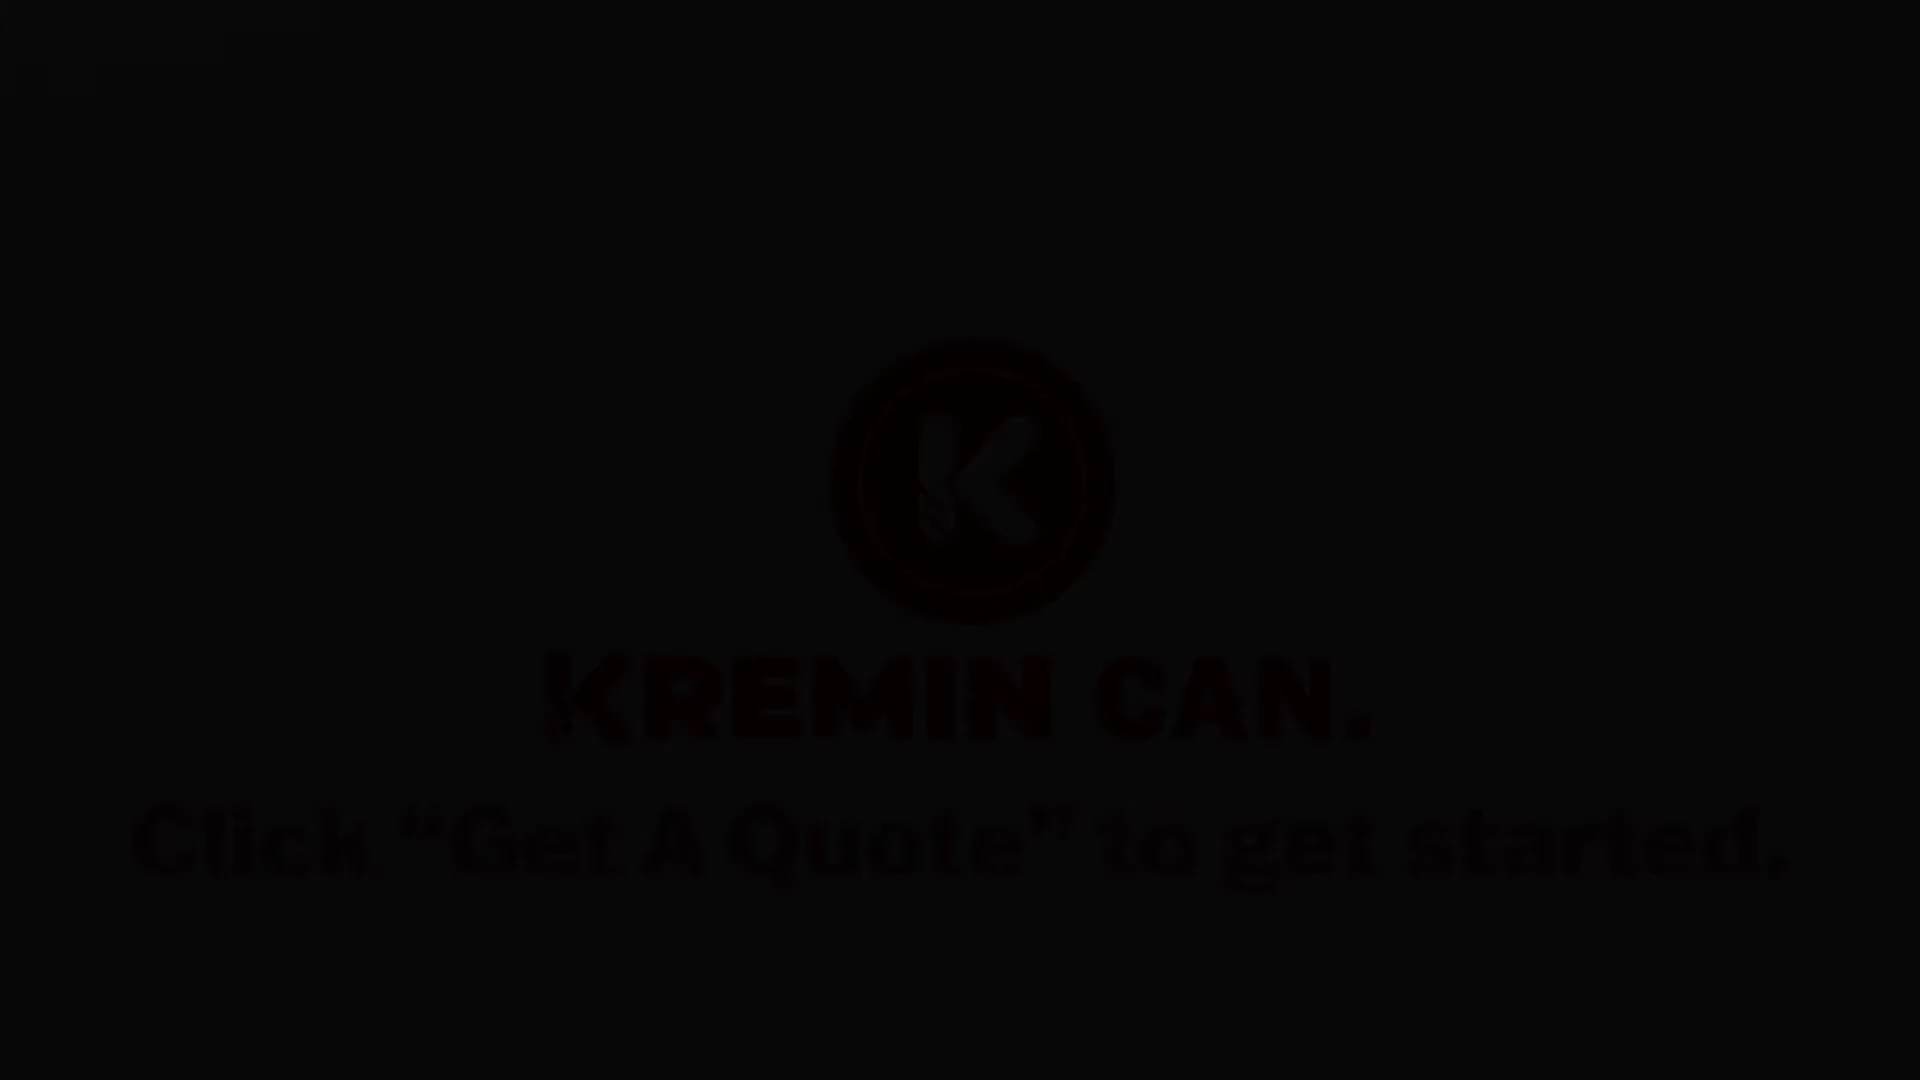 K
KREMIN CAN.
Click “Get A Quote” to get started.